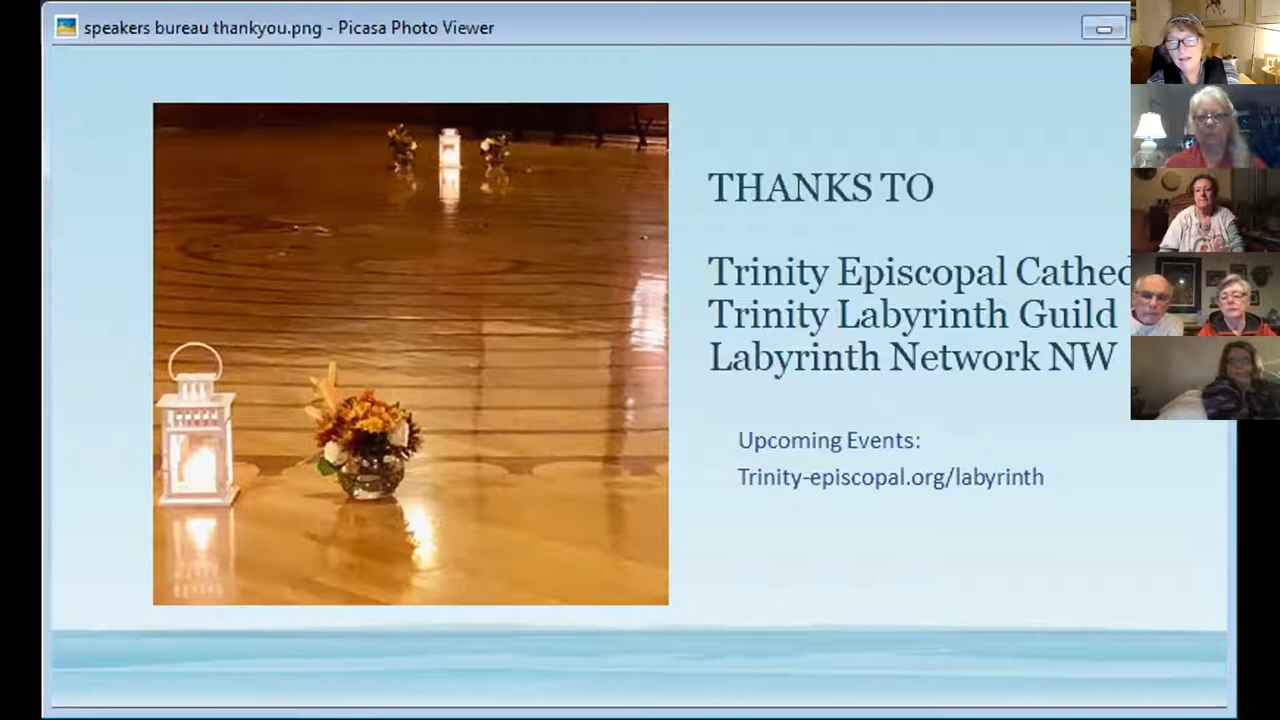 speakers bureau thankyou.png - Picasa Photo Viewer
THANKS TO
Trinity Episcopal
Trinity Labyrinth Guild
Labyrinth Network NW
Upcoming Events:
Trinity-episcopal.org/labyrinth